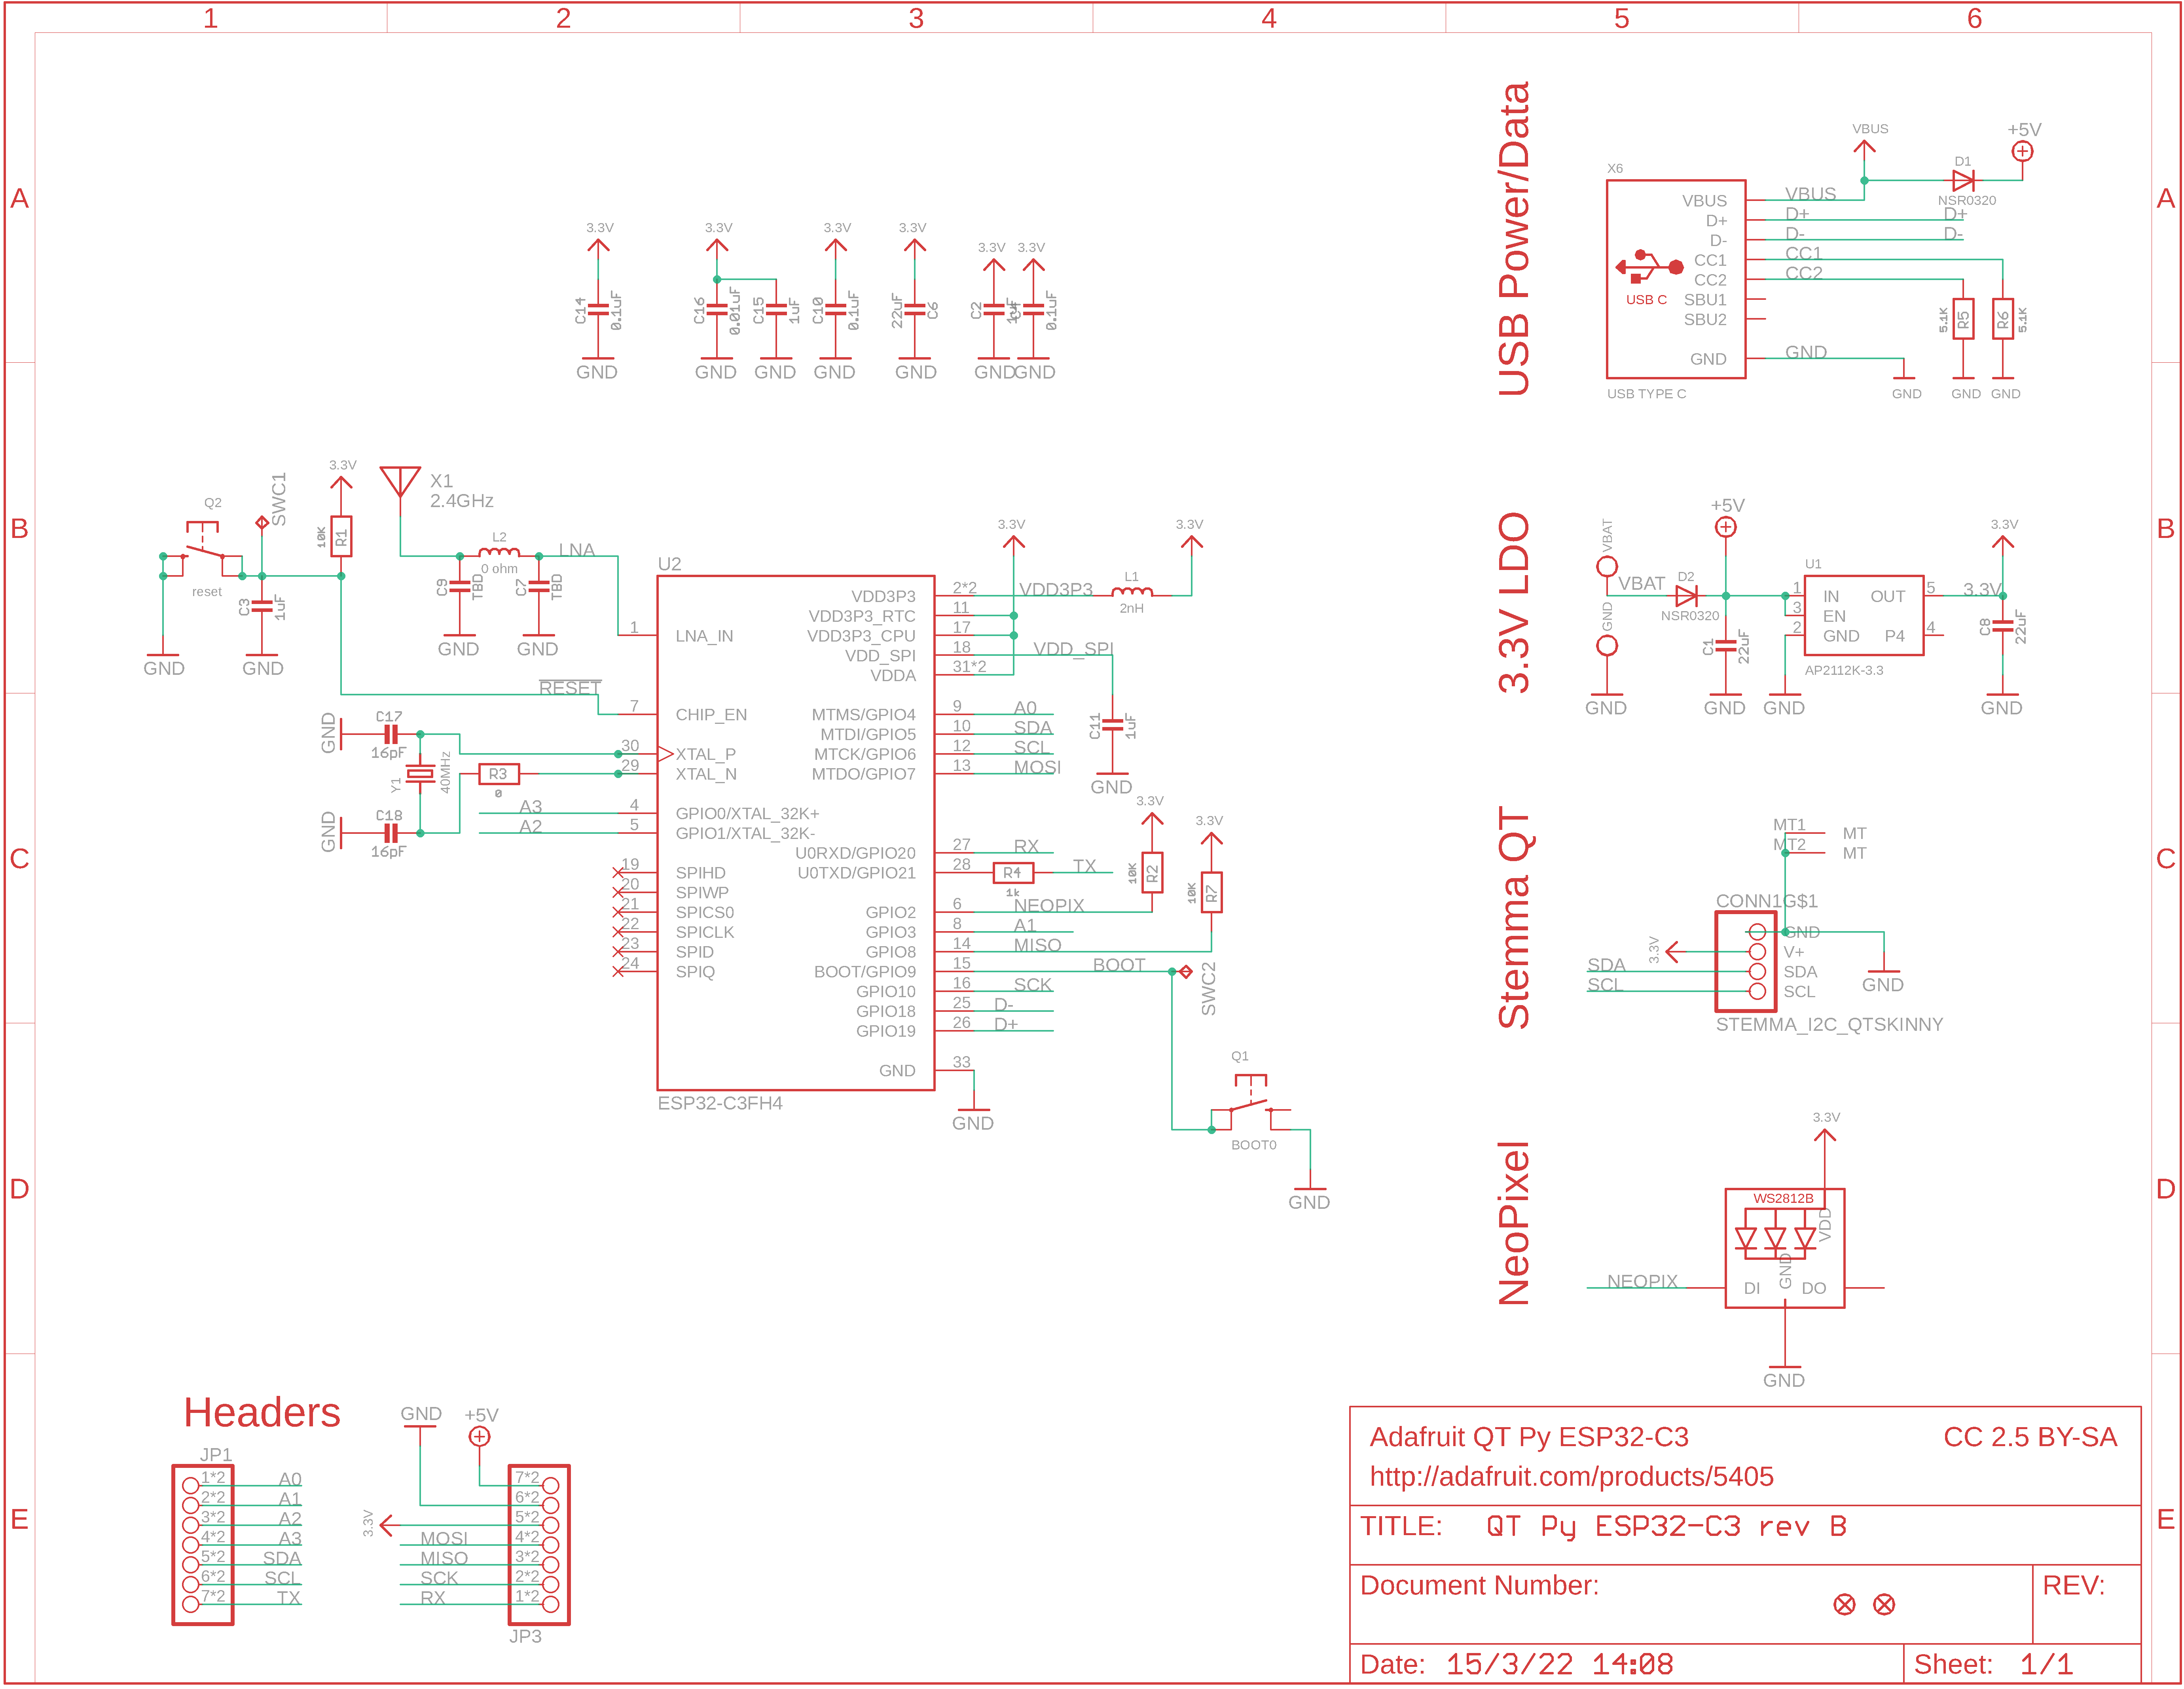 1 2 3 4 5 6
A A
B B
C C
D D
E E
3.3V
C14
0.1uF
GND
3.3V
C16
0.01uF
GND
C15
1uF
GND
3.3V
C10
0.1uF
GND
3.3V
22uF
C6
GND
3.3V
C2
GND
3.3V
0.1uF
GND
USB Power/Data
X6
VBUS
D+
D-
CC1
CC2
SBU1
SBU2
GND
USB C
USB TYPE C
VBUS
D+
D-
CC1
CC2
GND
VBUS
D1
NSR0320
+5V
D+
D-
5.1K
R5
R6
5.1K
GND
GND
GND
Q2
reset
GND
SWC1
C3
1uF
GND
3.3V
10K
R1
X1
2.4GHz
L2
0 ohm
LNA
C9
TBD
GND
C7
TBD
GND
RESET
GND
C17
16pF
Y1
40MHz
R3
0
GND
C18
16pF
A3
A2
U2
1 LNA_IN
7 CHIP_EN
30 XTAL_P
29 XTAL_N
4 GPIO0/XTAL_32K+
5 GPIO1/XTAL_32K-
19 SPIHD
20 SPIWP
21 SPICS0
22 SPICLK
23 SPID
24 SPIQ
VDD3P3 2*2 VDD3P3
VDD3P3_RTC 11
VDD3P3_CPU 17
VDD_SPI 18 VDD_SPI
VDDA 31*2
MTMS/GPIO4 9 A0
MTDI/GPIO5 10 SDA
MTCK/GPIO6 12 SCL
MTDO/GPIO7 13 MOSI
U0RXD/GPIO20 27 RX
U0TXD/GPIO21 28 R4 TX
1k
GPIO2 6 NEOPIX
GPIO3 8 A1
GPIO8 14 MISO
BOOT/GPIO9 15 BOOT
GPIO10 16 SCK
GPIO18 25 D-
GPIO19 26 D+
GND 33
ESP32-C3FH4
GND
3.3V
3.3V
L1
2nH
C11
1uF
GND
3.3V
10K
R2
3.3V
10K
R7
SWC2
Q1
BOOT0
GND
3.3V LDO
VBAT
GND
GND
VBAT
D2
NSR0320
+5V
C1
22uF
GND
GND
U1
1 IN OUT 5
3 EN
2 GND P4 4
AP2112K-3.3
3.3V
3.3V
C8
22uF
GND
Stemma QT
MT1 MT
MT2 MT
CONN1G$1
GND
V+
SDA
SCL
3.3V
SDA
SCL
GND
STEMMA_I2C_QTSKINNY
NeoPixel
3.3V
WS2812B
VDD
GND
DI DO
NEOPIX
GND
Headers
JP1
1*2 A0
2*2 A1
3*2 A2
4*2 A3
5*2 SDA
6*2 SCL
7*2 TX
GND
+5V
3.3V
7*2
6*2
5*2
MOSI 4*2
MISO 3*2
SCK 2*2
RX 1*2
JP3
Adafruit QT Py ESP32-C3 CC 2.5 BY-SA
http://adafruit.com/products/5405
TITLE: QT Py ESP32-C3 rev B
Document Number: REV:
Date: 15/3/22 14:08 Sheet: 1/1